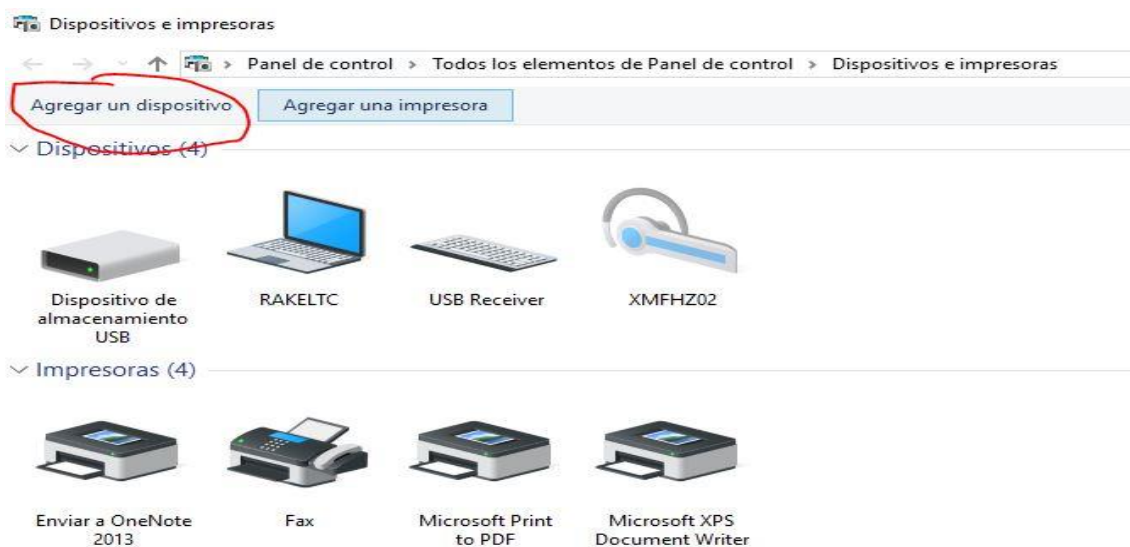 Dispositivos e impresoras
Panel de control > Todos los elementos de Panel de control > Dispositivos e impresoras
Agregar un dispositivo Agregar una impresora
Dispositivos (4)
Dispositivo de almacenamiento USB
RAKELTC
USB Receiver
XMFHZ02
Impresoras (4)
Enviar a OneNote 2013
Fax
Microsoft Print to PDF
Microsoft XPS Document Writer